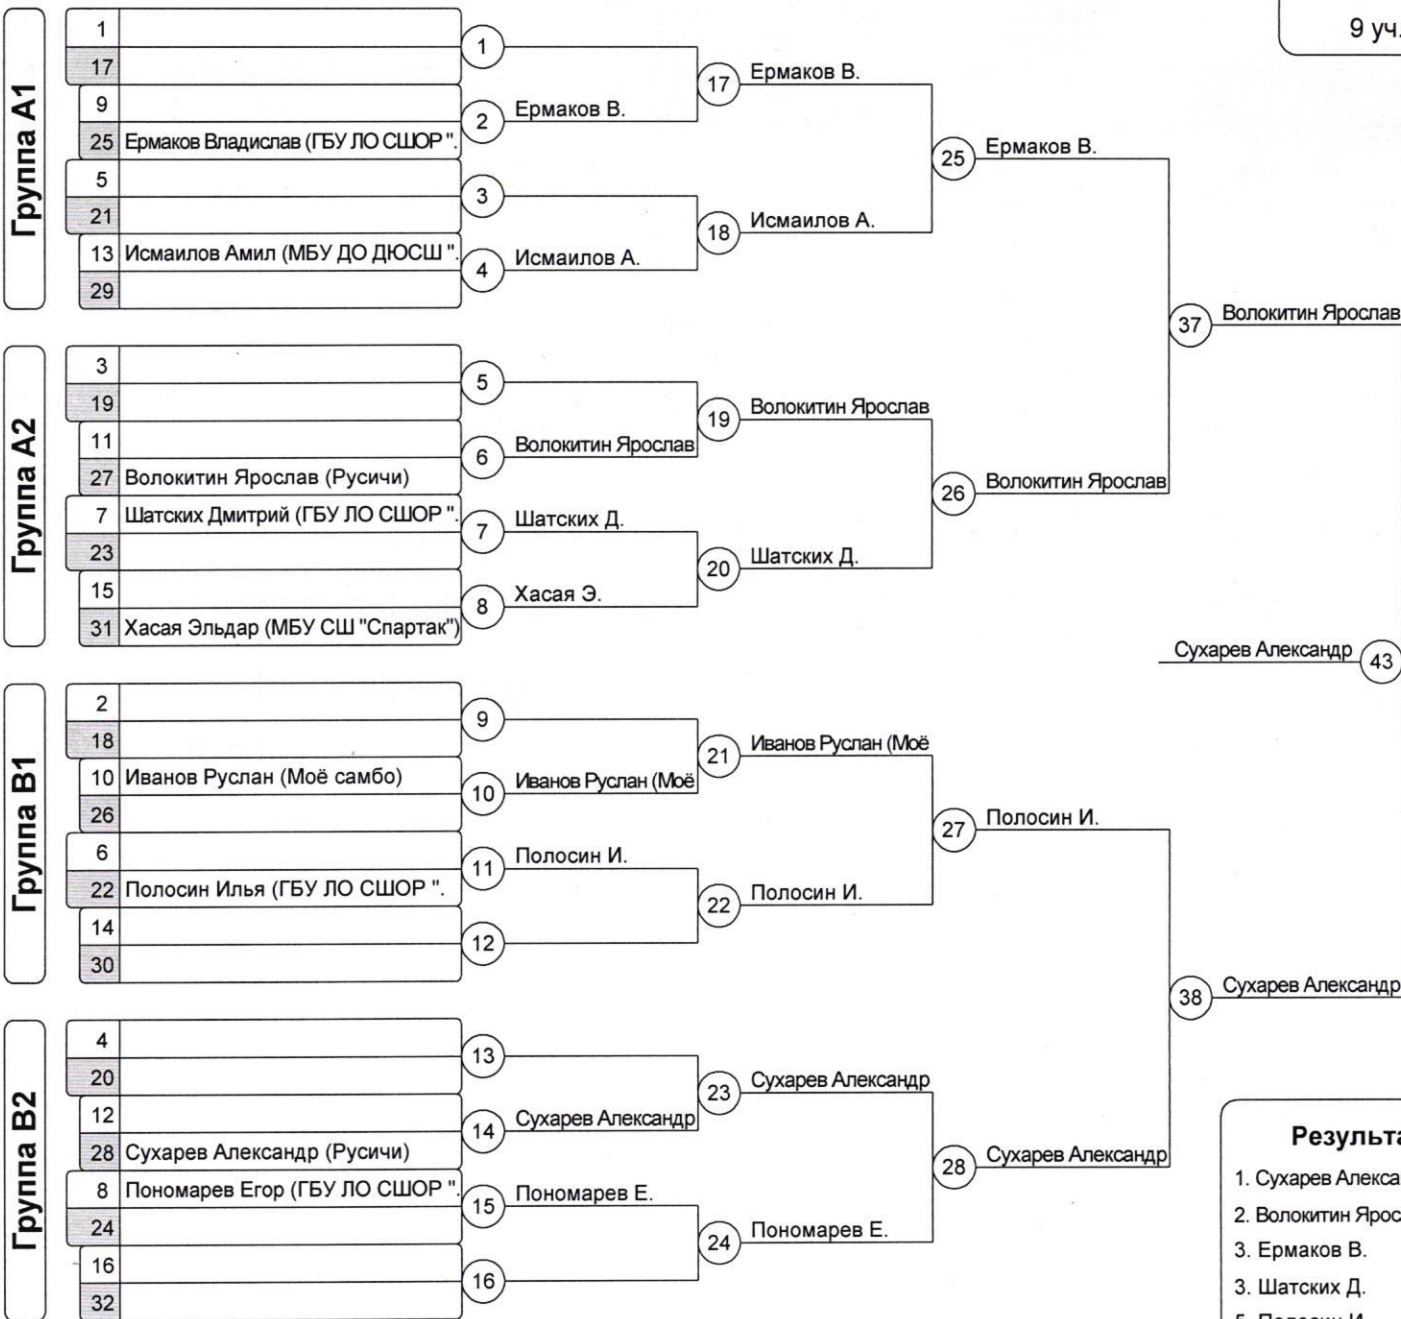 9 уч.
Группа А1
1
17
9
25 Ермаков Владислав (ГБУ ЛО СШОР ".
5
21
13 Исмаилов Амил (МБУ ДО ДЮСШ ".
29
1
2 Ермаков В.
3
4 Исмаилов А.
17 Ермаков В.
18 Исмаилов А.
25 Ермаков В.
Группа А2
3
19
11
27 Волокитин Ярослав (Русичи)
7 Шатских Дмитрий (ГБУ ЛО СШОР ".
23
15
31 Хасая Эльдар (МБУ СШ "Спартак")
5
6 Волокитин Ярослав
7 Шатских Д.
8 Хасая Э.
19 Волокитин Ярослав
20 Шатских Д.
26 Волокитин Ярослав
37 Волокитин Ярослав
Сухарев Александр 43
Группа В1
2
18
10 Иванов Руслан (Моё самбо)
26
6
22 Полосин Илья (ГБУ ЛО СШОР ".
14
30
9
10 Иванов Руслан (Моё
11 Полосин И.
12
21 Иванов Руслан (Моё
22 Полосин И.
27 Полосин И.
Группа В2
4
20
12
28 Сухарев Александр (Русичи)
8 Пономарев Егор (ГБУ ЛО СШОР ".
24
16
32
13
14 Сухарев Александр
15 Пономарев Е.
16
23 Сухарев Александр
24 Пономарев Е.
28 Сухарев Александр
38 Сухарев Александр
Результа
1. Сухарев Алекса
2. Волокитин Ярос
3. Ермаков В.
3. Шатских Д.